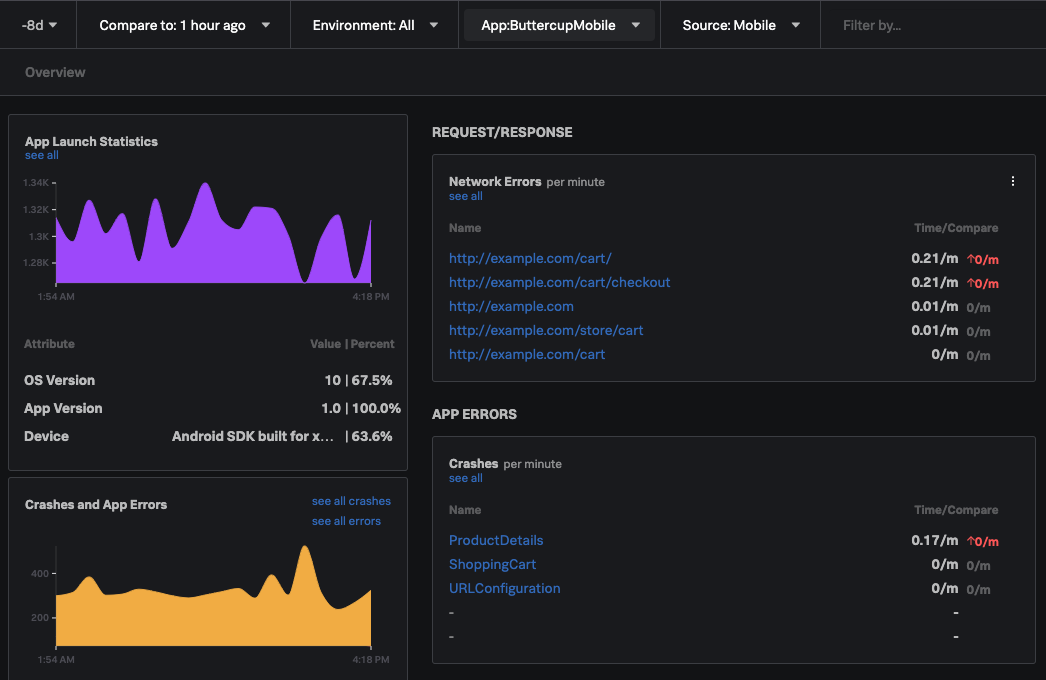 -8d
Compare to: 1 hour ago
Environment: All
App:ButtercupMobile
Source: Mobile
Filter by...
Overview
App Launch Statistics
see all
1.34K
1.32K
1.3K
1.28K
1:54 AM
4:18 PM
Attribute
Value | Percent
OS Version
10 | 67.5%
App Version
1.0 | 100.0%
Device
Android SDK built for x... | 63.6%
Crashes and App Errors
see all crashes
see all errors
400
200
1:54 AM
4:18 PM
REQUEST/RESPONSE
Network Errors per minute
see all
Name
Time/Compare
http://example.com/cart/
0.21/m ↑0/m
http://example.com/cart/checkout
0.21/m ↑0/m
http://example.com
0.01/m 0/m
http://example.com/store/cart
0.01/m 0/m
http://example.com/cart
0/m 0/m
APP ERRORS
Crashes per minute
see all
Name
Time/Compare
ProductDetails
0.17/m ↑0/m
ShoppingCart
0/m 0/m
URLConfiguration
0/m 0/m
- -
- -